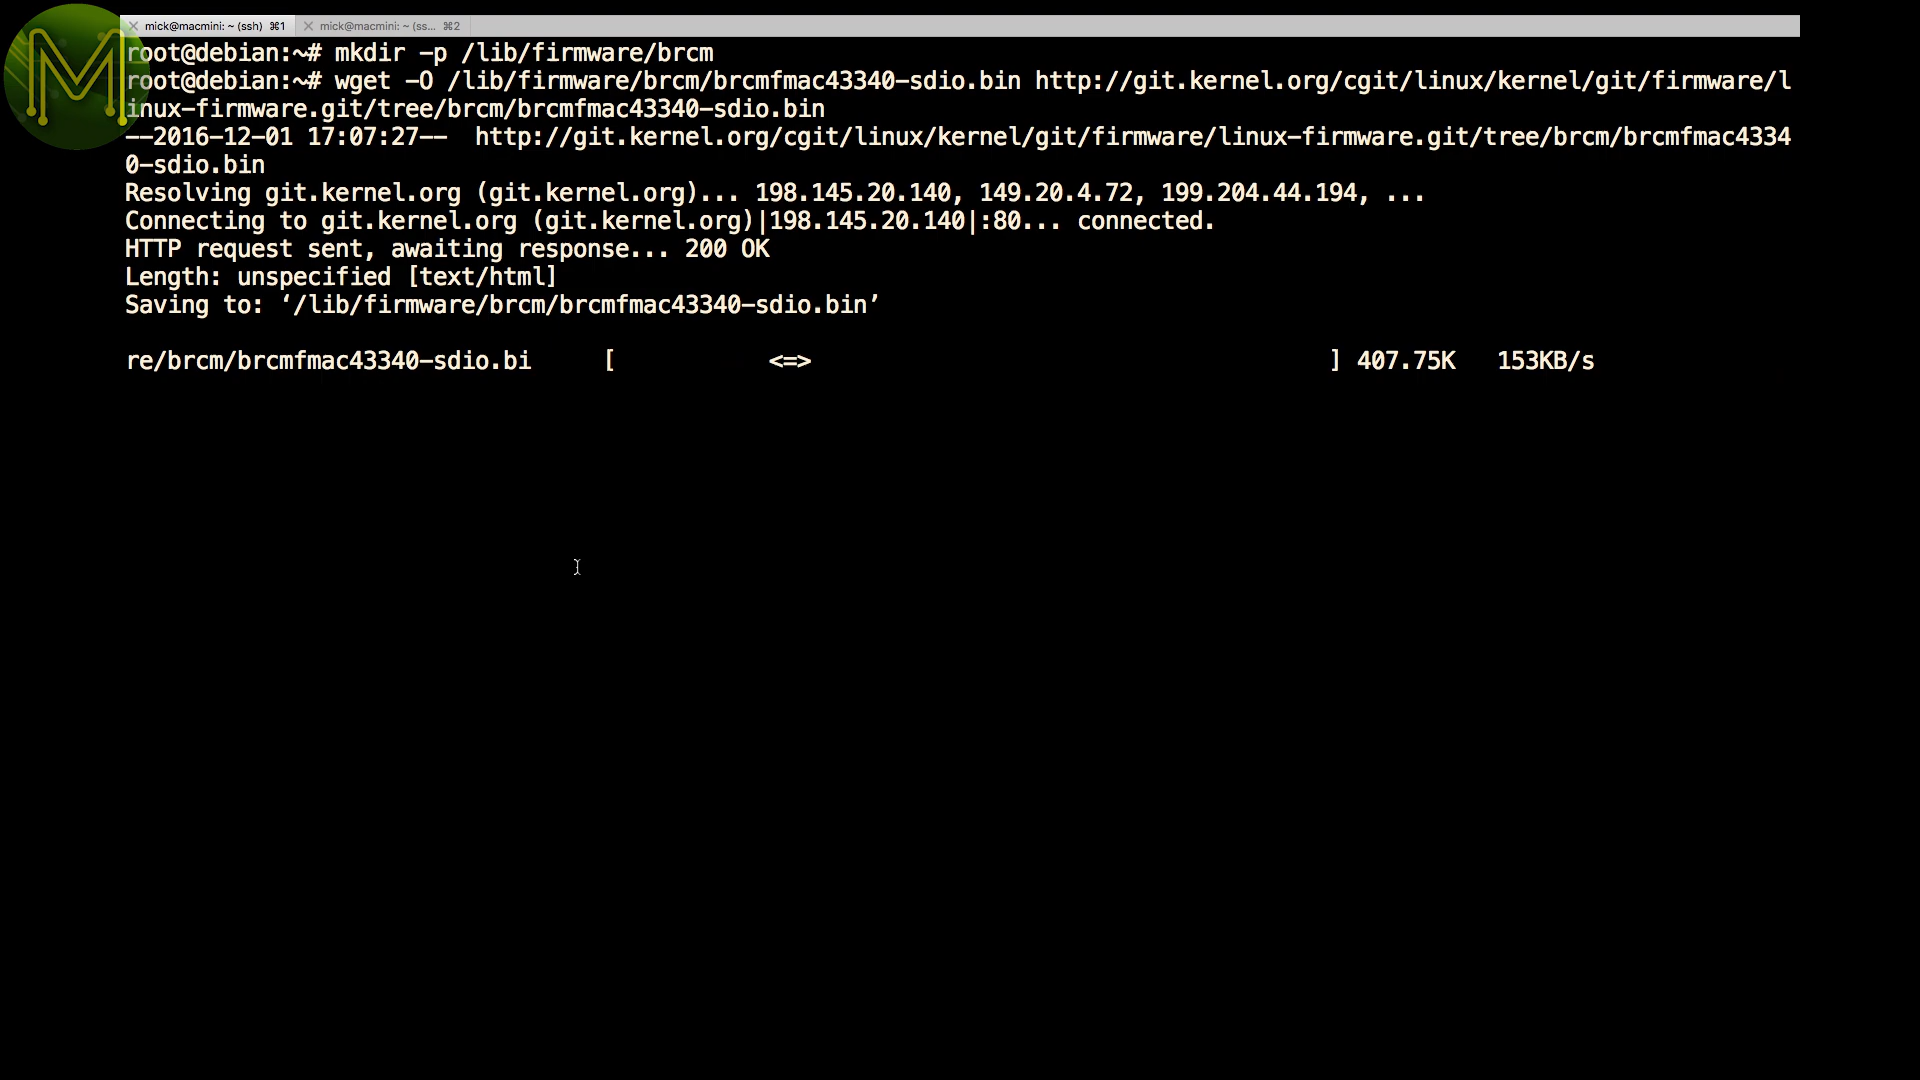 mick@macmini: ~ (ssh) ⌘1 mick@macmini: ~ (ss... ⌘2
root@debian:~# mkdir -p /lib/firmware/brcm
root@debian:~# wget -O /lib/firmware/brcm/brcmfmac43340-sdio.bin http://git.kernel.org/cgit/linux/kernel/git/firmware/l
inux-firmware.git/tree/brcm/brcmfmac43340-sdio.bin
--2016-12-01 17:07:27--  http://git.kernel.org/cgit/linux/kernel/git/firmware/linux-firmware.git/tree/brcm/brcmfmac4334
0-sdio.bin
Resolving git.kernel.org (git.kernel.org)... 198.145.20.140, 149.20.4.72, 199.204.44.194, ...
Connecting to git.kernel.org (git.kernel.org)|198.145.20.140|:80... connected.
HTTP request sent, awaiting response... 200 OK
Length: unspecified [text/html]
Saving to: ‘/lib/firmware/brcm/brcmfmac43340-sdio.bin’
re/brcm/brcmfmac43340-sdio.bi [ <=> ] 407.75K 153KB/s